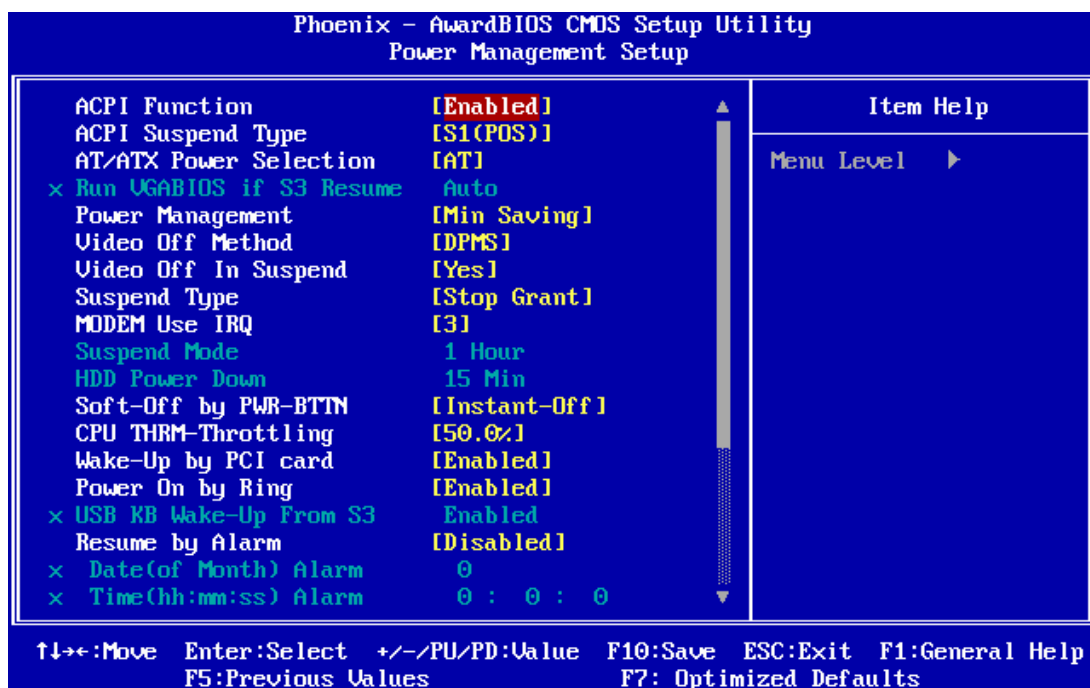 Phoenix - AwardBIOS CMOS Setup Utility
Power Management Setup
ACPI Function [Enabled]
ACPI Suspend Type [S1(POS)]
AT/ATX Power Selection [AT]
x Run VGABIOS if S3 Resume Auto
Power Management [Min Saving]
Video Off Method [DPMS]
Video Off In Suspend [Yes]
Suspend Type [Stop Grant]
MODEM Use IRQ [3]
Suspend Mode 1 Hour
HDD Power Down 15 Min
Soft-Off by PWR-BTTN [Instant-Off]
CPU THRM-Throttling [50.0%]
Wake-Up by PCI card [Enabled]
Power On by Ring [Enabled]
x USB KB Wake-Up From S3 Enabled
Resume by Alarm [Disabled]
x Date(of Month) Alarm 0
x Time(hh:mm:ss) Alarm 0 : 0 : 0
Item Help
Menu Level ▸
↑↓→←:Move Enter:Select +/-/PU/PD:Value F10:Save ESC:Exit F1:General Help
F5:Previous Values F7: Optimized Defaults